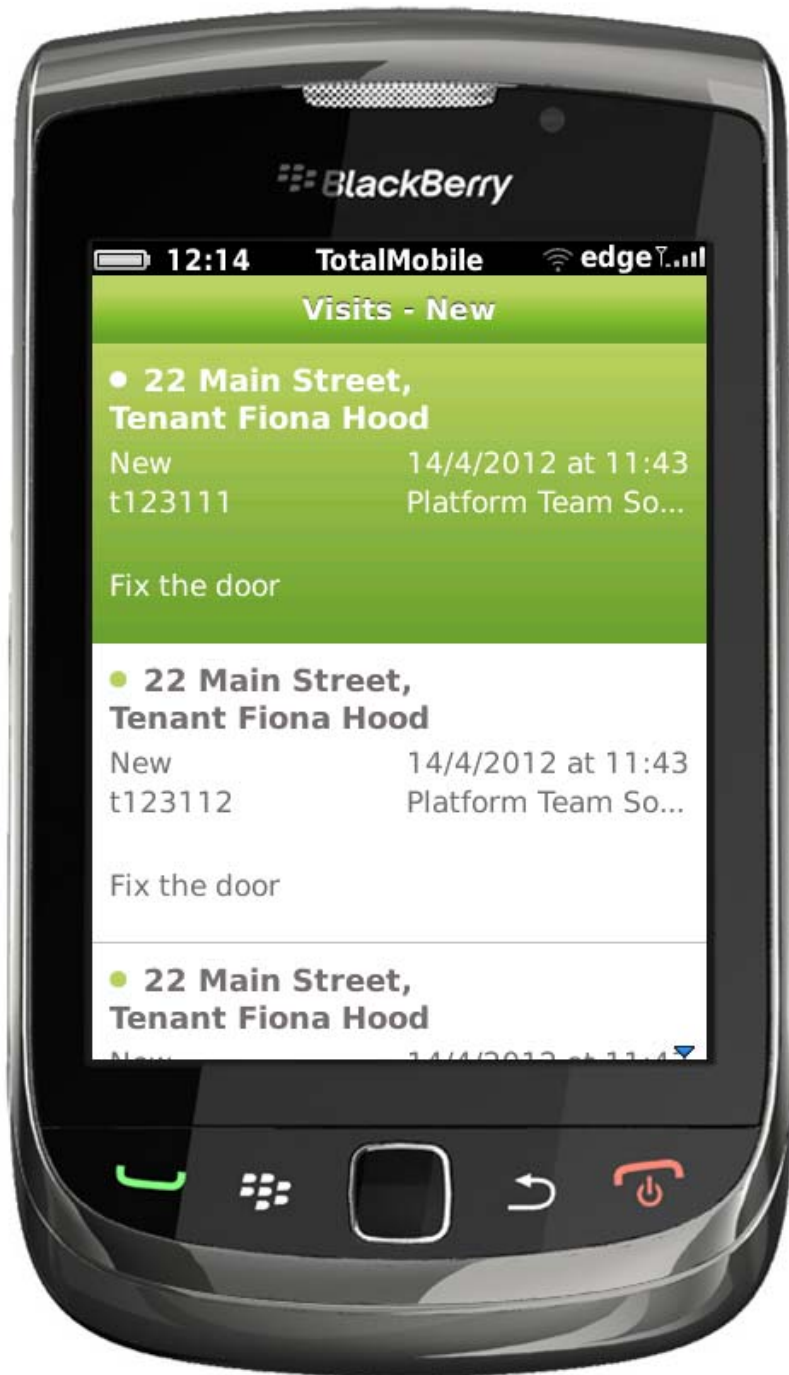 BlackBerry
12:14 TotalMobile edge
Visits - New
• 22 Main Street,
Tenant Fiona Hood
New 14/4/2012 at 11:43
t123111 Platform Team So...
Fix the door
• 22 Main Street,
Tenant Fiona Hood
New 14/4/2012 at 11:43
t123112 Platform Team So...
Fix the door
• 22 Main Street,
Tenant Fiona Hood